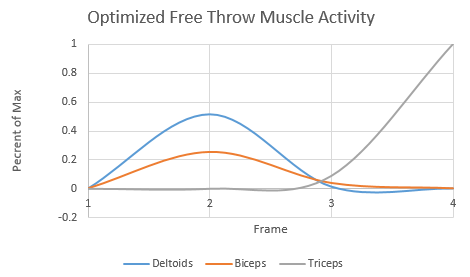 Optimized Free Throw Muscle Activity
Pecrent of Max
1
0.8
0.6
0.4
0.2
0
-0.2
1 2 3 4
Frame
Deltoids Biceps Triceps